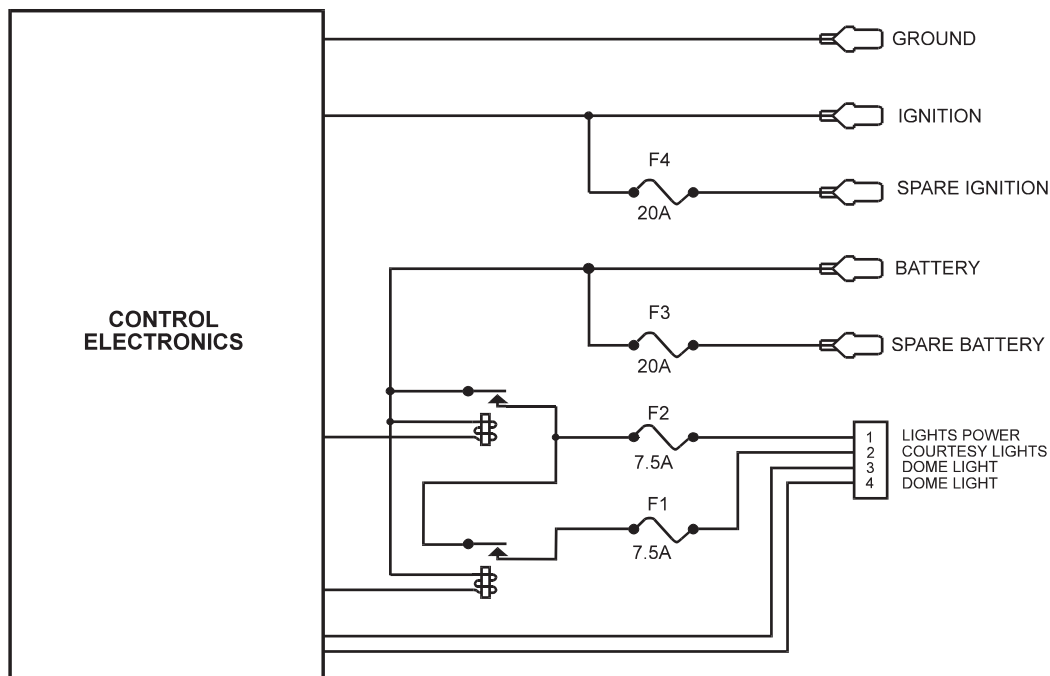 GROUND
IGNITION
F4
20A
SPARE IGNITION
BATTERY
CONTROL
ELECTRONICS
F3
20A
SPARE BATTERY
F2
7.5A
1 LIGHTS POWER
2 COURTESY LIGHTS
3 DOME LIGHT
4 DOME LIGHT
F1
7.5A